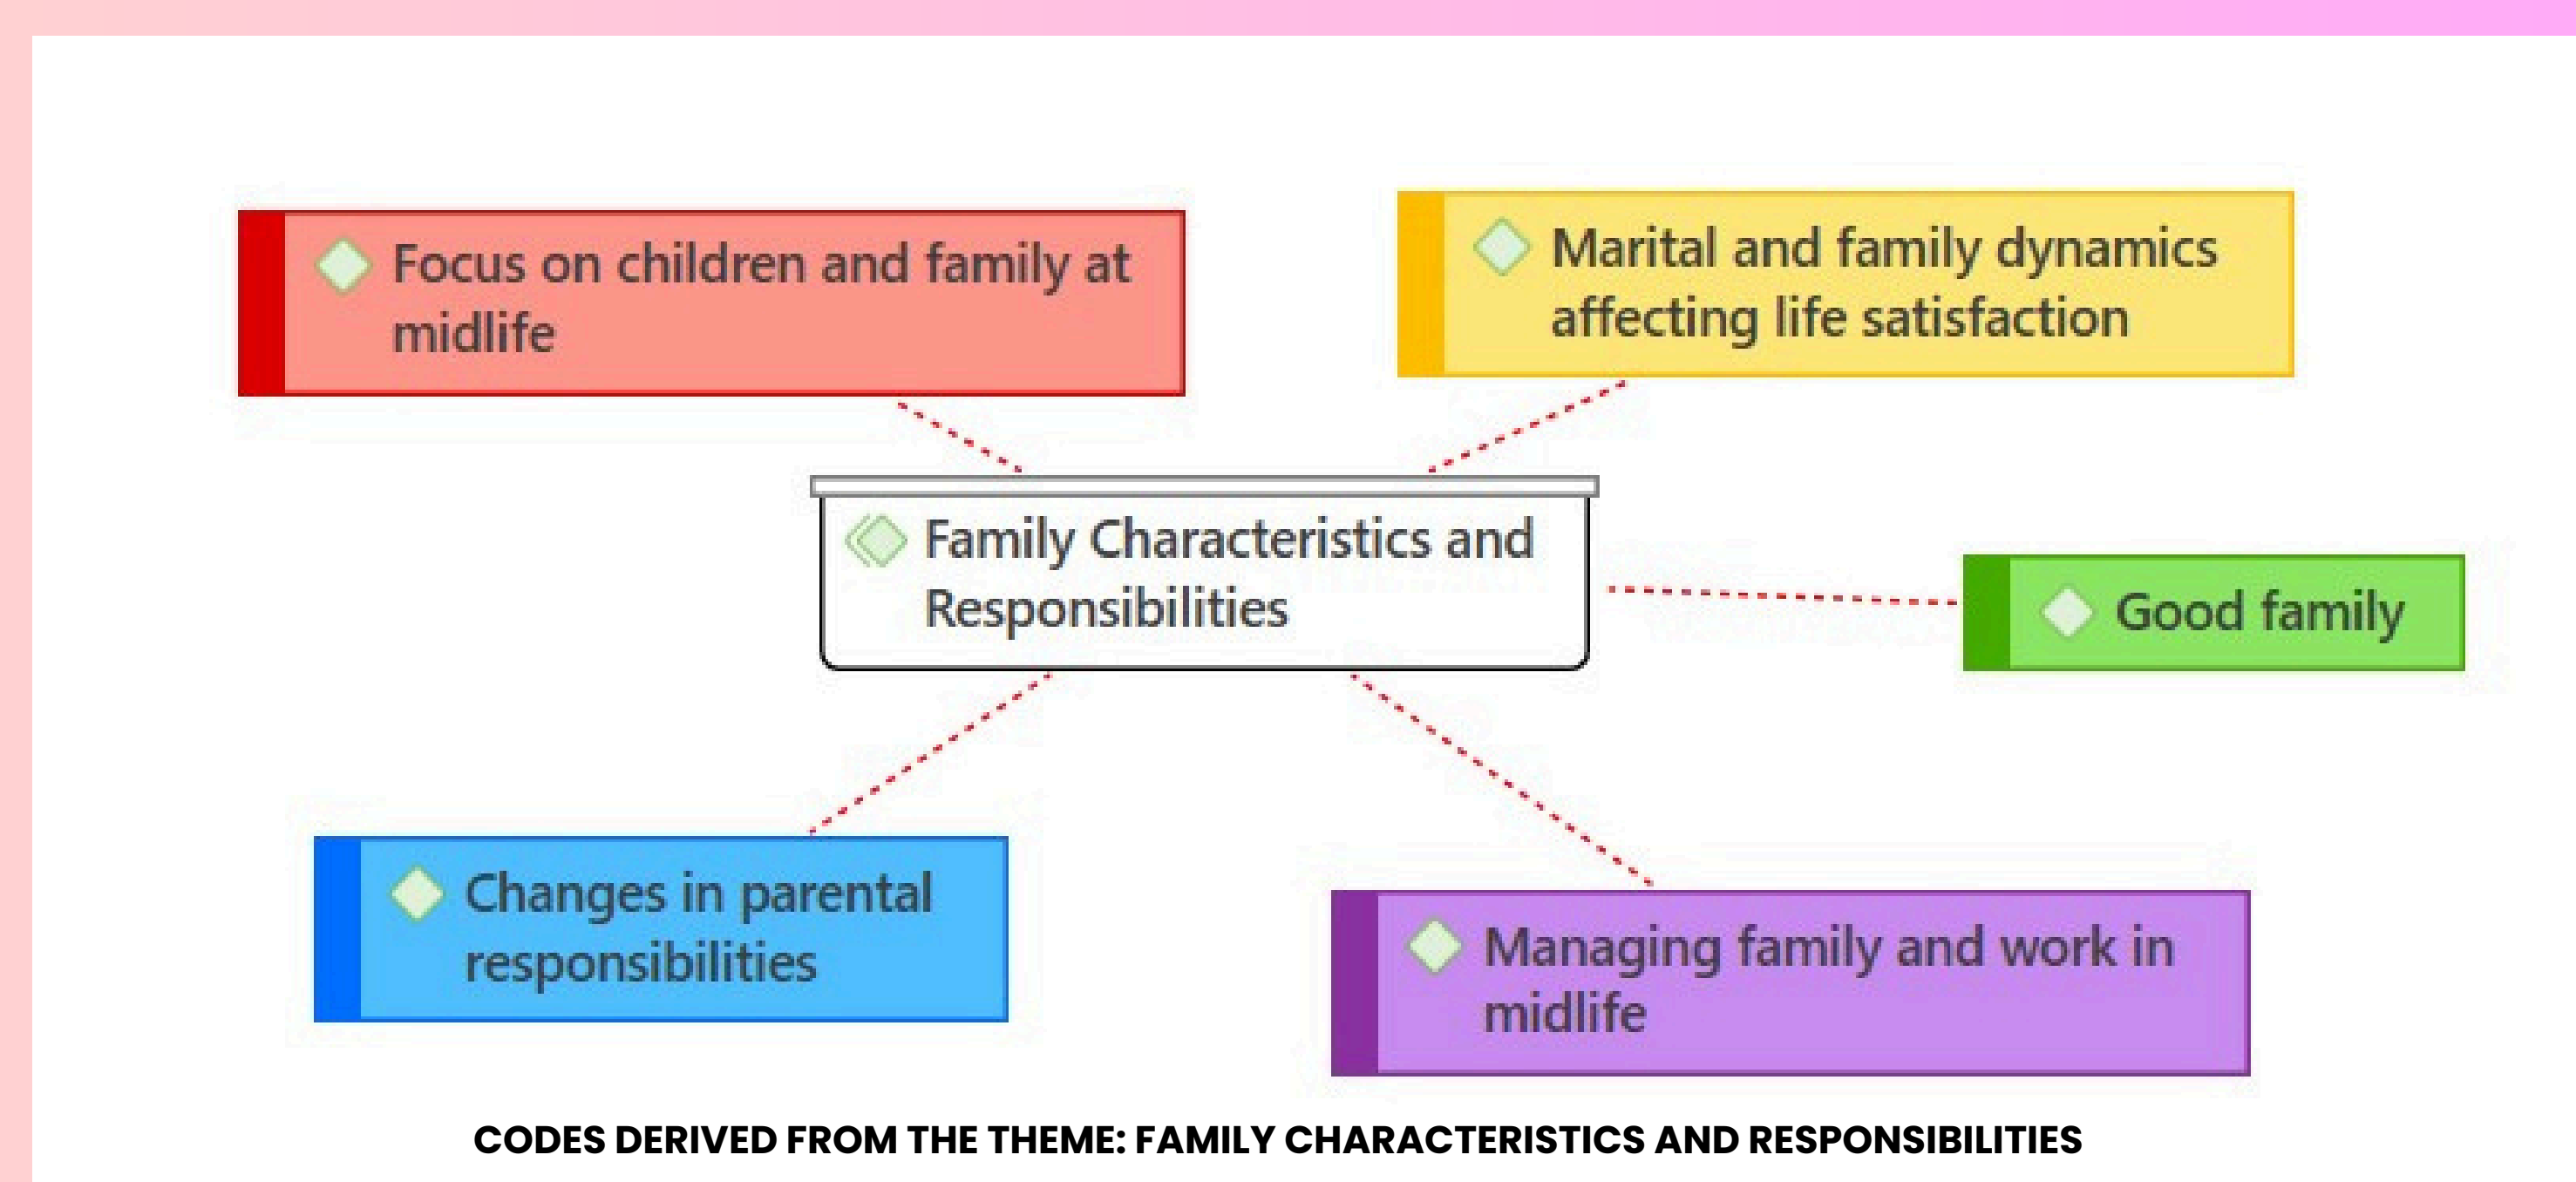 Focus on children and family at
midlife
Marital and family dynamics
affecting life satisfaction
Family Characteristics and
Responsibilities
Good family
Changes in parental
responsibilities
Managing family and work in
midlife
CODES DERIVED FROM THE THEME: FAMILY CHARACTERISTICS AND RESPONSIBILITIES